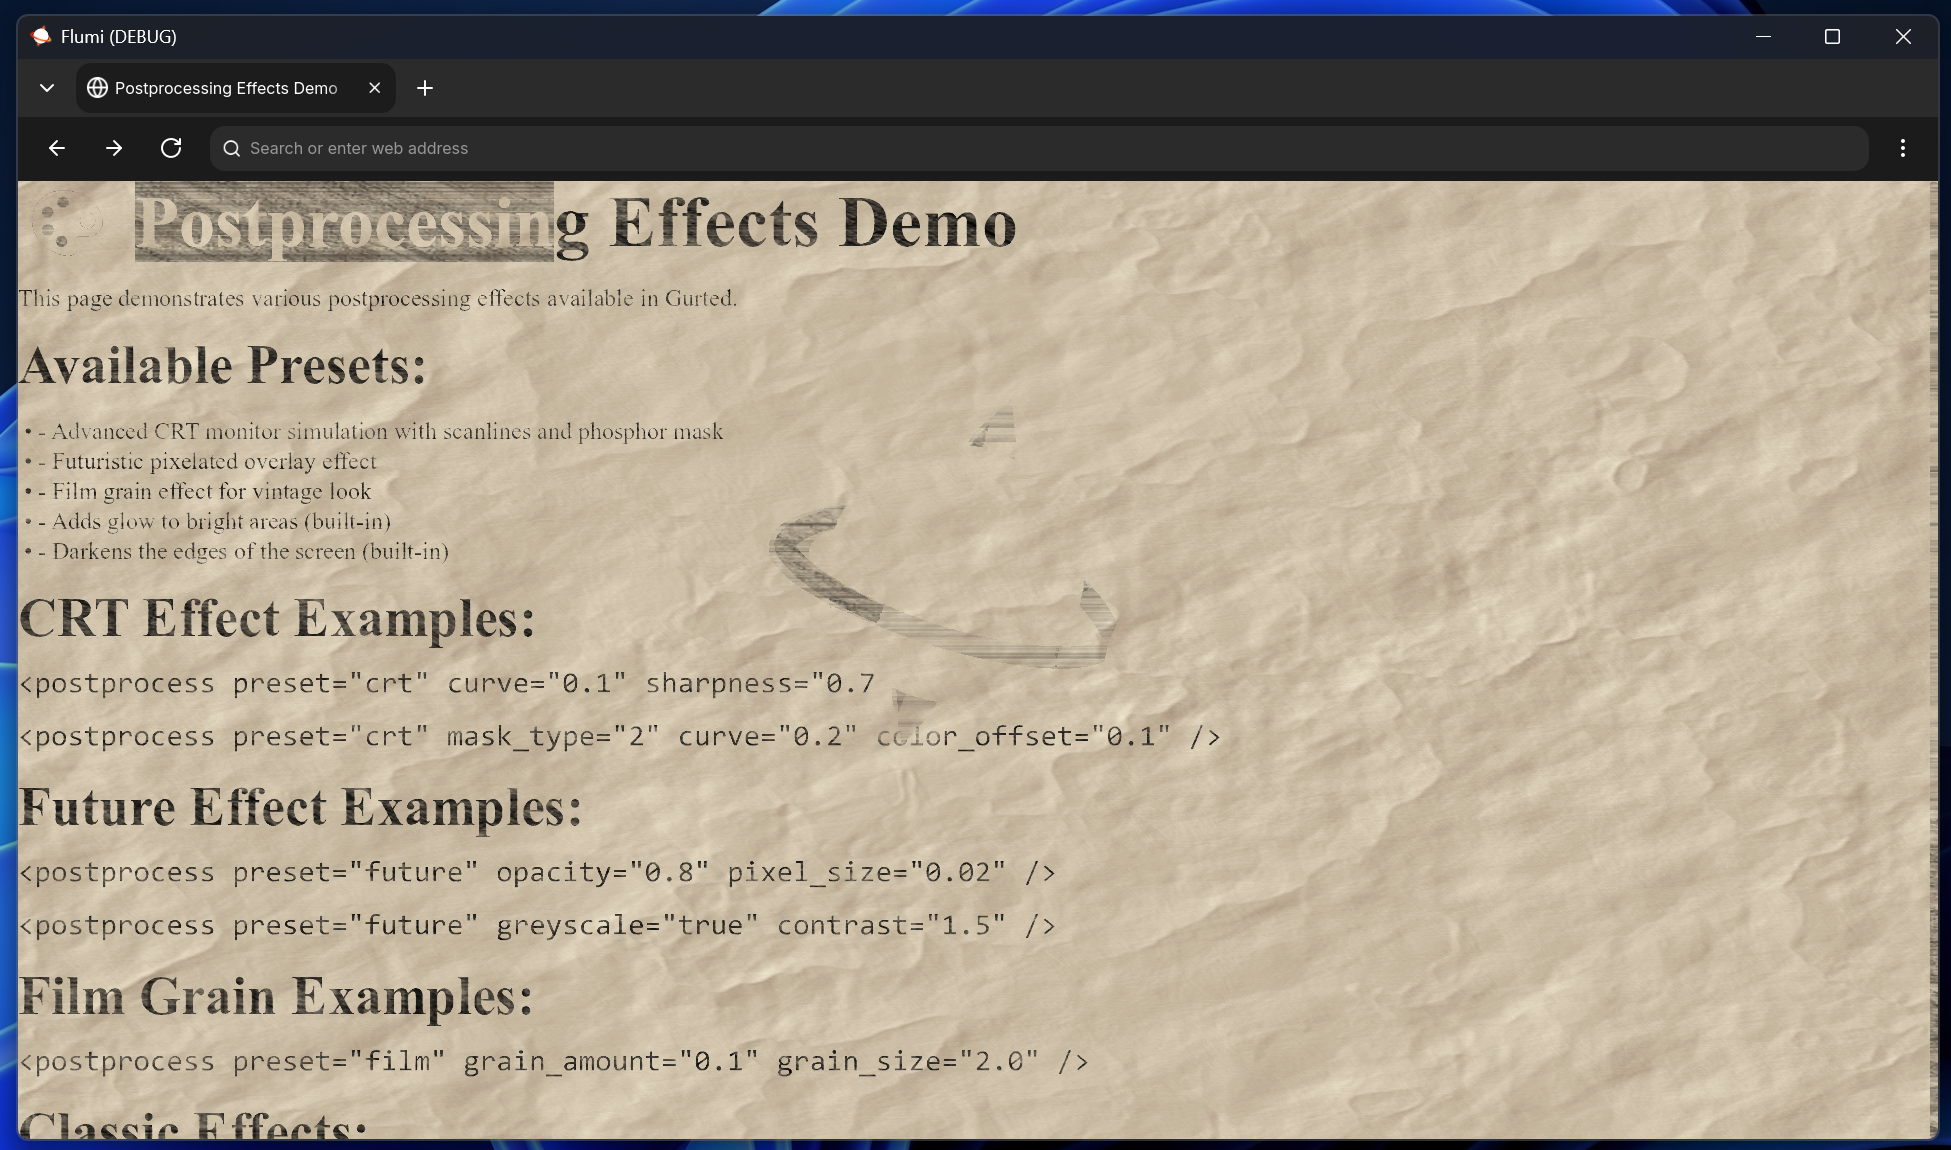 Flumi (DEBUG)
Postprocessing Effects Demo
Search or enter web address
Postprocessing Effects Demo
This page demonstrates various postprocessing effects available in Gurted.
Available Presets:
• - Advanced CRT monitor simulation with scanlines and phosphor mask
• - Futuristic pixelated overlay effect
• - Film grain effect for vintage look
• - Adds glow to bright areas (built-in)
• - Darkens the edges of the screen (built-in)
CRT Effect Examples:
<postprocess preset="crt" curve="0.1" sharpness="0.7
<postprocess preset="crt" mask_type="2" curve="0.2" color_offset="0.1" />
Future Effect Examples:
<postprocess preset="future" opacity="0.8" pixel_size="0.02" />
<postprocess preset="future" greyscale="true" contrast="1.5" />
Film Grain Examples:
<postprocess preset="film" grain_amount="0.1" grain_size="2.0" />
Classic Effects: